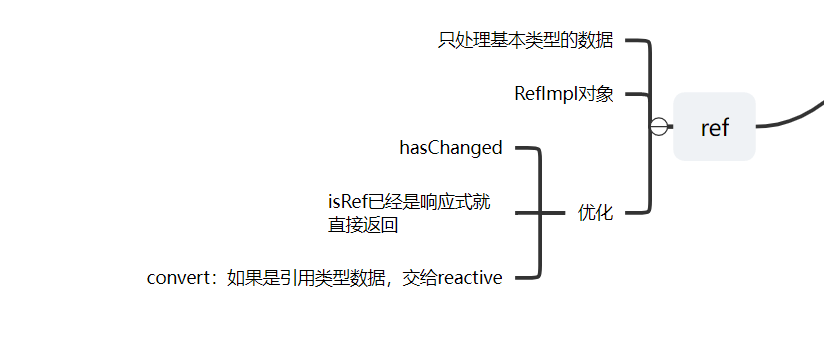 只处理基本类型的数据
RefImpl对象
ref
hasChanged
isRef已经是响应式就
直接返回
优化
convert：如果是引用类型数据，交给reactive